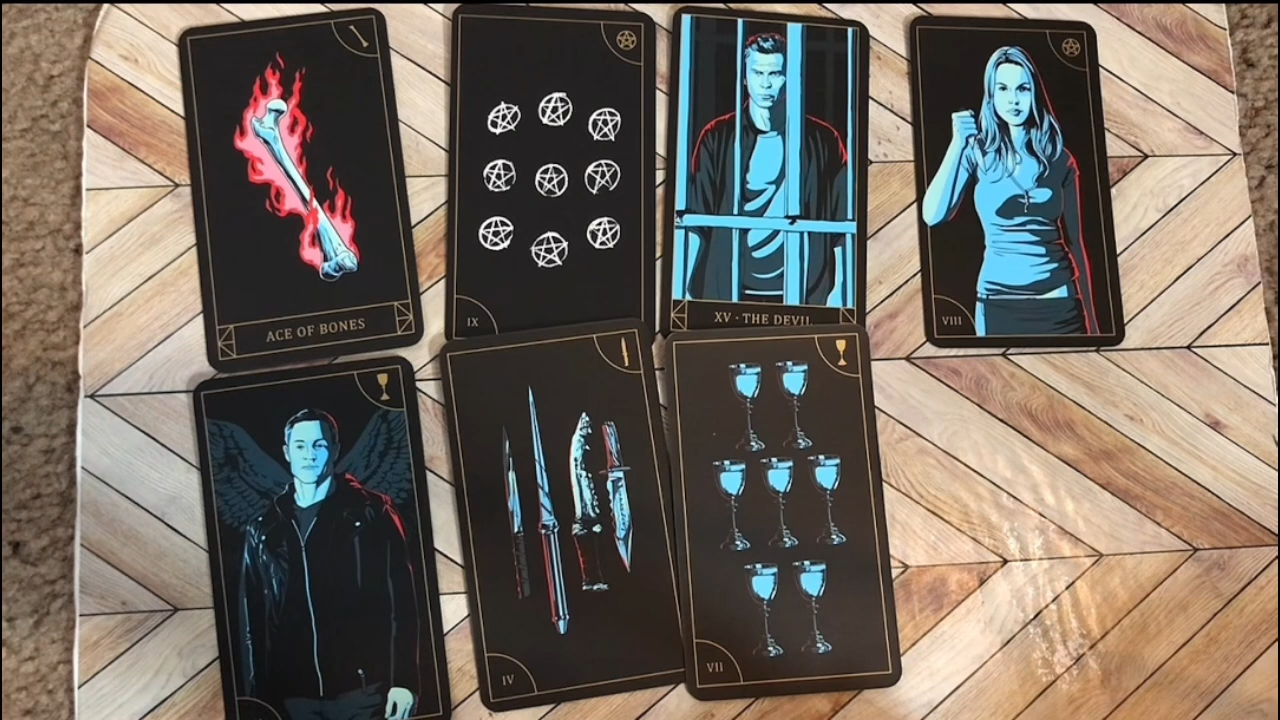 ACE OF BONES
IX
XV · THE DEVIL
VIII
IV
VII